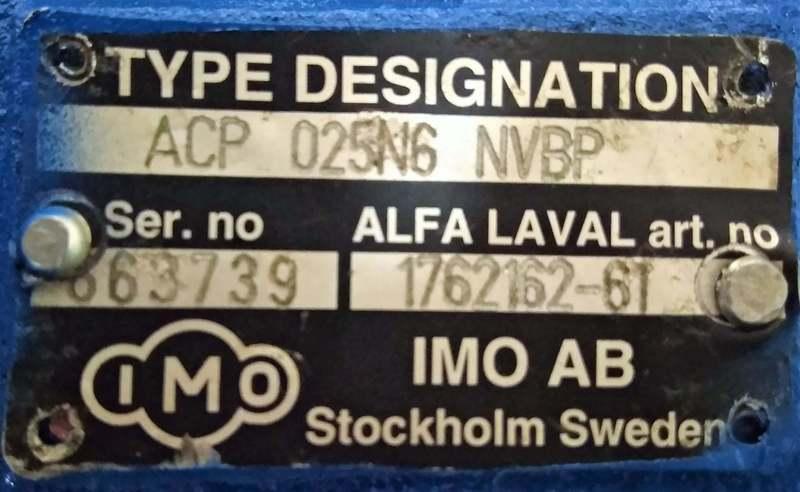 TYPE DESIGNATION
ACP 025N6 NVBP
Ser. no
ALFA LAVAL art. no
863739
1762162-61
IMO
IMO AB
Stockholm Sweden